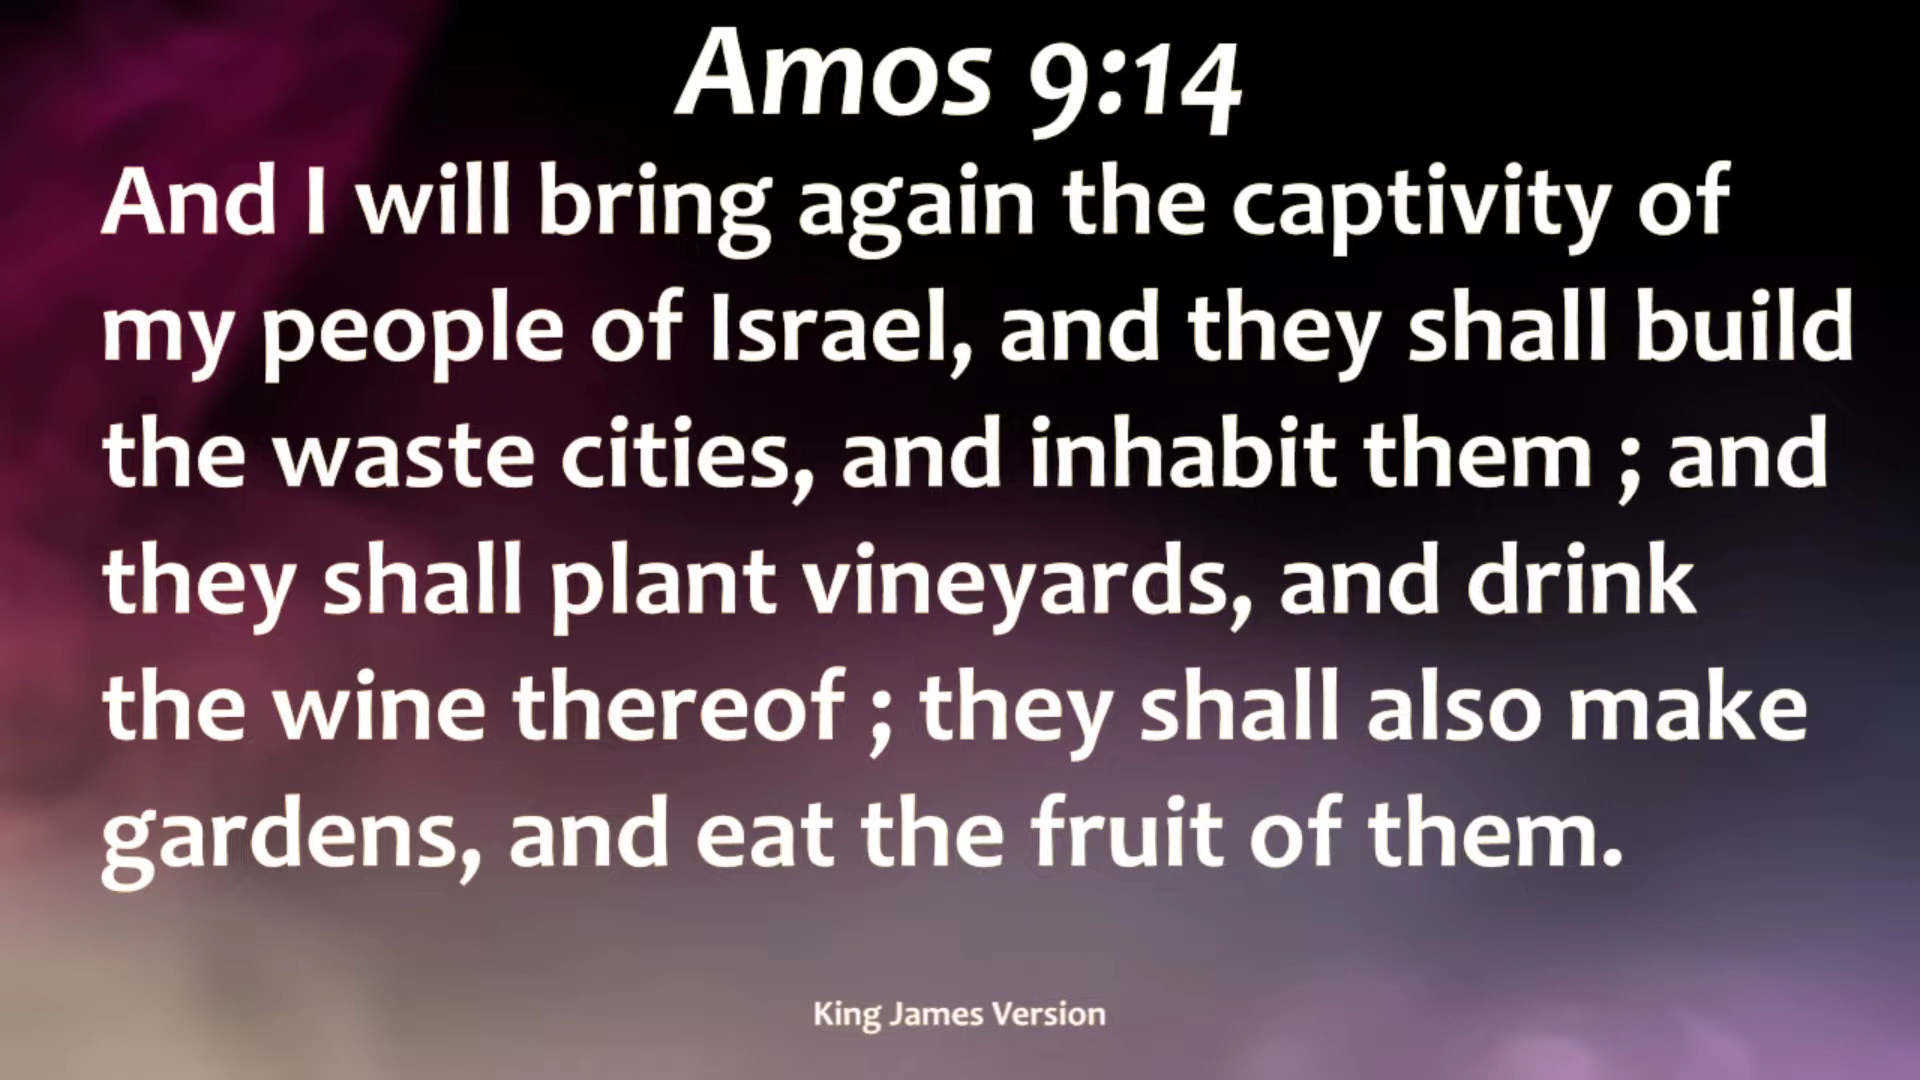 Amos 9:14
And I will bring again the captivity of
my people of Israel, and they shall build
the waste cities, and inhabit them ; and
they shall plant vineyards, and drink
the wine thereof ; they shall also make
gardens, and eat the fruit of them.
King James Version